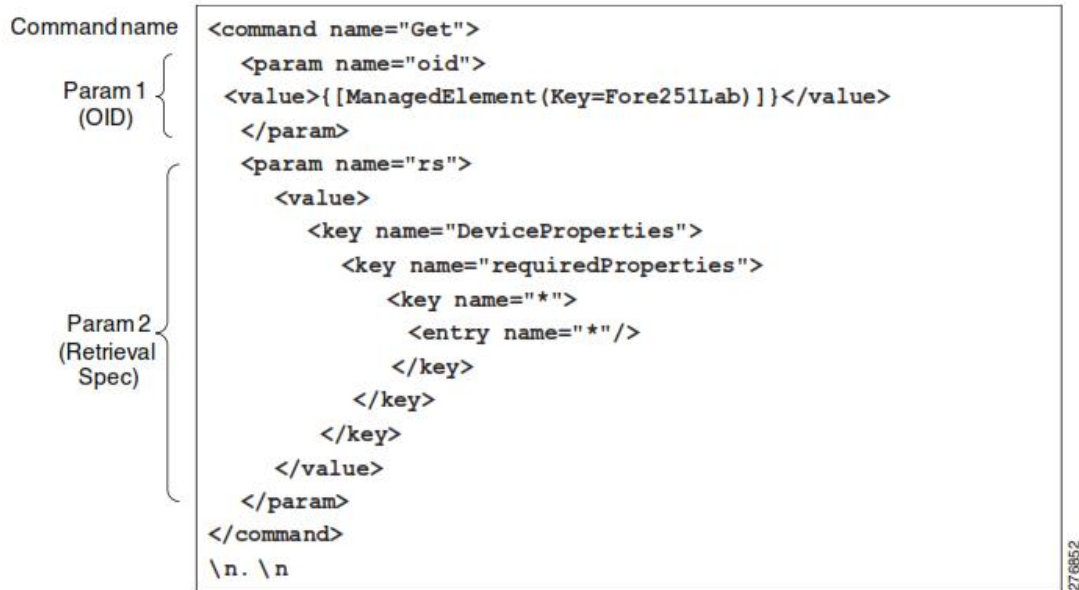 Command name
<command name="Get">
Param 1
(OID)
<param name="oid">
<value>{[ManagedElement(Key=Fore251Lab)]}</value>
</param>
Param 2
(Retrieval
Spec)
<param name="rs">
<value>
<key name="DeviceProperties">
<key name="requiredProperties">
<key name="*">
<entry name="*"/>
</key>
</key>
</key>
</value>
</param>
</command>
\n.\n
276852